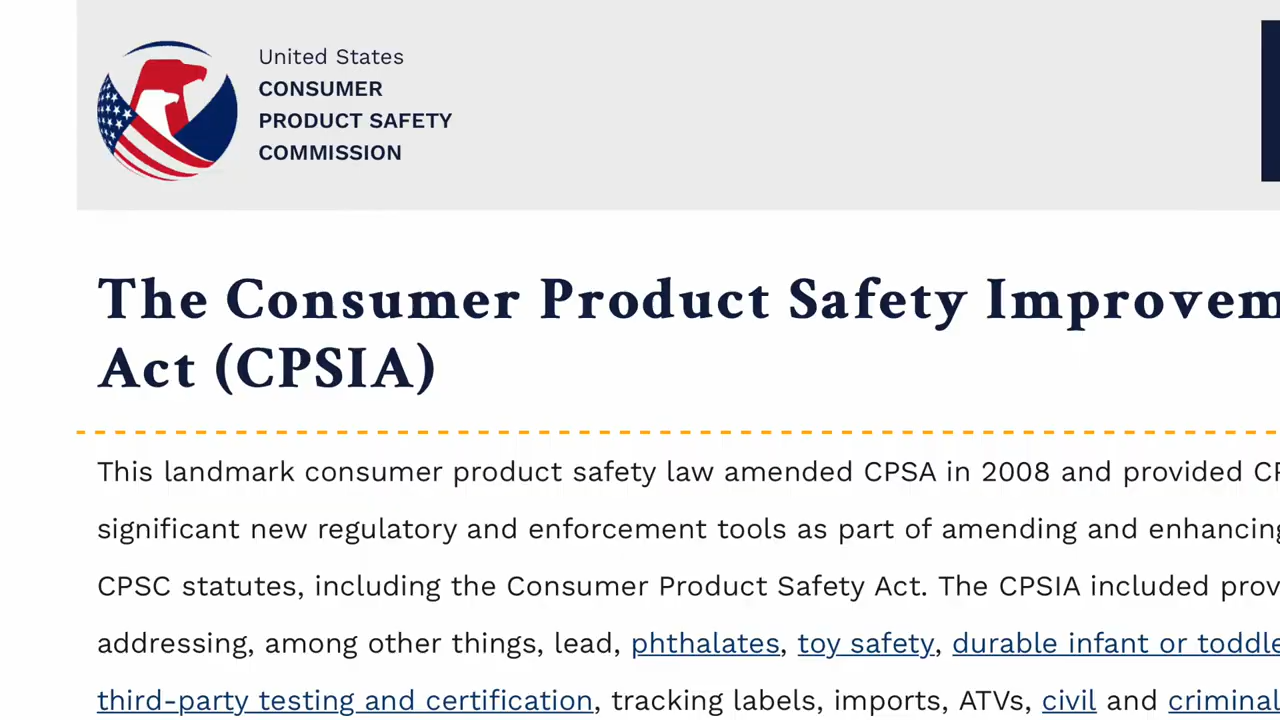 United States
CONSUMER
PRODUCT SAFETY
COMMISSION
The Consumer Product Safety Improvem
Act (CPSIA)
This landmark consumer product safety law amended CPSA in 2008 and provided CP
significant new regulatory and enforcement tools as part of amending and enhancing
CPSC statutes, including the Consumer Product Safety Act. The CPSIA included prov
addressing, among other things, lead, phthalates, toy safety, durable infant or toddle
third-party testing and certification, tracking labels, imports, ATVs, civil and criminal